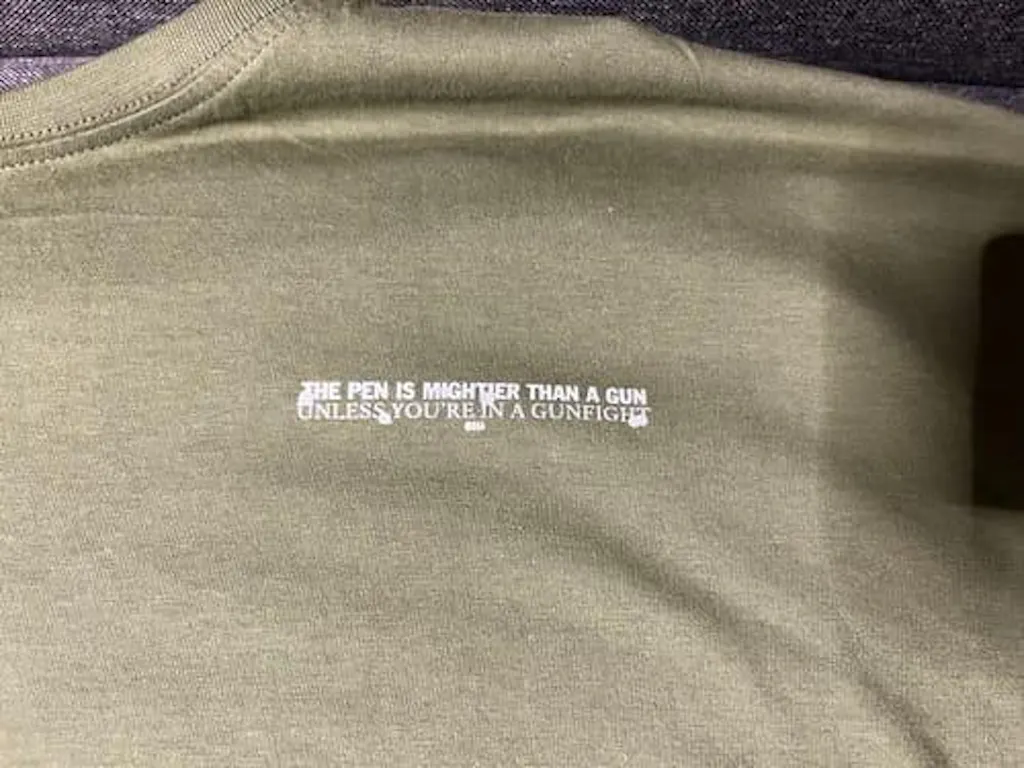 THE PEN IS MIGHTIER THAN A GUN
UNLESS YOU'RE IN A GUNFIGHT